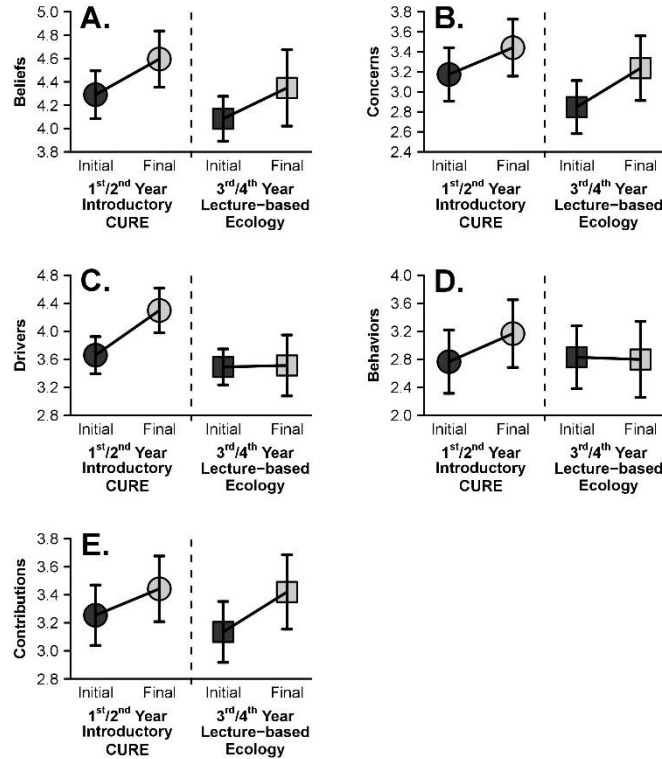 A.
Beliefs
5.0
4.8
4.6
4.4
4.2
4.0
3.8
Initial Final Initial Final
1st/2nd Year 3rd/4th Year
Introductory Lecture−based
CURE Ecology
B.
Concerns
3.8
3.6
3.4
3.2
3.0
2.8
2.6
2.4
Initial Final Initial Final
1st/2nd Year 3rd/4th Year
Introductory Lecture−based
CURE Ecology
C.
Drivers
4.8
4.4
4.0
3.6
3.2
2.8
Initial Final Initial Final
1st/2nd Year 3rd/4th Year
Introductory Lecture−based
CURE Ecology
D.
Behaviors
4.0
3.6
3.2
2.8
2.4
2.0
Initial Final Initial Final
1st/2nd Year 3rd/4th Year
Introductory Lecture−based
CURE Ecology
E.
Contributions
3.8
3.6
3.4
3.2
3.0
2.8
Initial Final Initial Final
1st/2nd Year 3rd/4th Year
Introductory Lecture−based
CURE Ecology